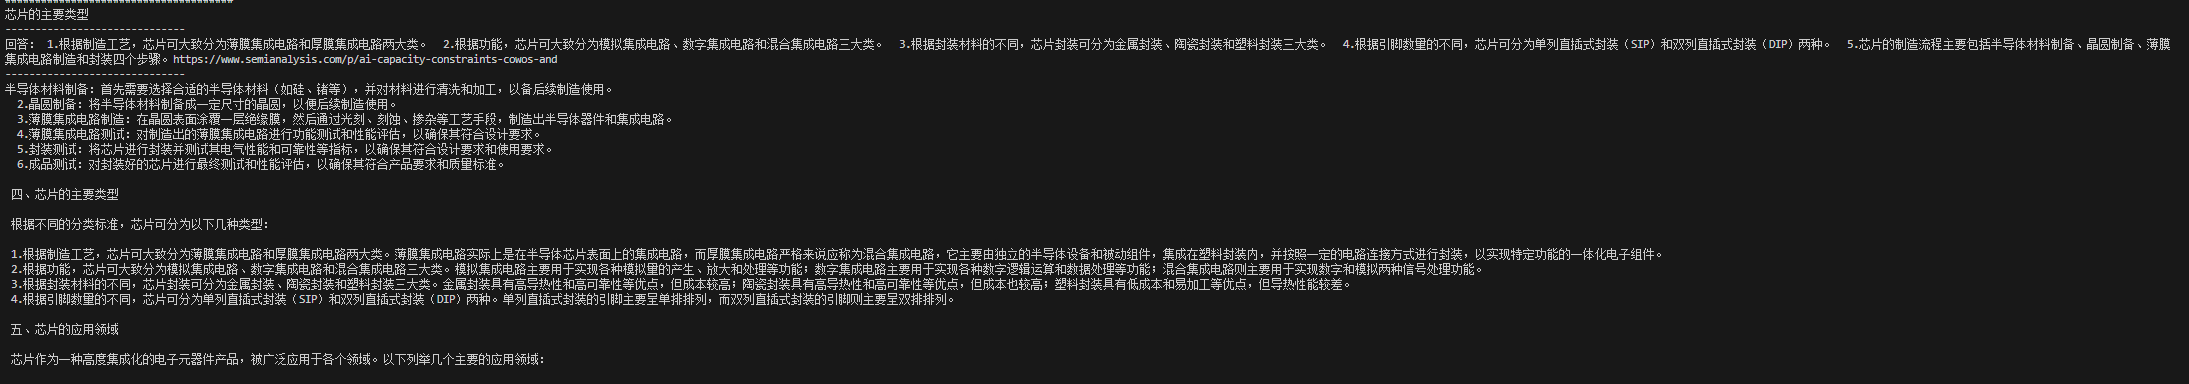 芯片的主要类型
------------------------------
回答： 1.根据制造工艺，芯片可大致分为薄膜集成电路和厚膜集成电路两大类。 2.根据功能，芯片可大致分为模拟集成电路、数字集成电路和混合集成电路三大类。 3.根据封装材料的不同，芯片封装可分为金属封装、陶瓷封装和塑料封装三大类。 4.根据引脚数量的不同，芯片可分为单列直插式封装（SIP）和双列直插式封装（DIP）两种。 5.芯片的制造流程主要包括半导体材料制备、晶圆制备、薄膜
集成电路制造和封装四个步骤。https://www.semianalysis.com/p/ai-capacity-constraints-cowos-and
------------------------------
半导体材料制备：首先需要选择合适的半导体材料（如硅、锗等），并对材料进行清洗和加工，以备后续制造使用。
2.晶圆制备：将半导体材料制备成一定尺寸的晶圆，以便后续制造使用。
3.薄膜集成电路制造：在晶圆表面涂覆一层绝缘膜，然后通过光刻、刻蚀、掺杂等工艺手段，制造出半导体器件和集成电路。
4.薄膜集成电路测试：对制造出的薄膜集成电路进行功能测试和性能评估，以确保其符合设计要求。
5.封装测试：将芯片进行封装并测试其电气性能和可靠性等指标，以确保其符合设计要求和使用要求。
6.成品测试：对封装好的芯片进行最终测试和性能评估，以确保其符合产品要求和质量标准。
四、芯片的主要类型
根据不同的分类标准，芯片可分为以下几种类型：
1.根据制造工艺，芯片可大致分为薄膜集成电路和厚膜集成电路两大类。薄膜集成电路实际上是在半导体芯片表面上的集成电路，而厚膜集成电路严格来说应称为混合集成电路，它主要由独立的半导体设备和被动组件，集成在塑料封装内，并按照一定的电路连接方式进行封装，以实现特定功能的一体化电子组件。
2.根据功能，芯片可大致分为模拟集成电路、数字集成电路和混合集成电路三大类。模拟集成电路主要用于实现各种模拟量的产生、放大和处理等功能；数字集成电路主要用于实现各种数字逻辑运算和数据处理等功能；混合集成电路则主要用于实现数字和模拟两种信号处理功能。
3.根据封装材料的不同，芯片封装可分为金属封装、陶瓷封装和塑料封装三大类。金属封装具有高导热性和高可靠性等优点，但成本较高；陶瓷封装具有高导热性和高可靠性等优点，但成本也较高；塑料封装具有低成本和易加工等优点，但导热性能较差。
4.根据引脚数量的不同，芯片可分为单列直插式封装（SIP）和双列直插式封装（DIP）两种。单列直插式封装的引脚主要呈单排排列，而双列直插式封装的引脚则主要呈双排排列。
五、芯片的应用领域
芯片作为一种高度集成化的电子元器件产品，被广泛应用于各个领域。以下列举几个主要的应用领域：